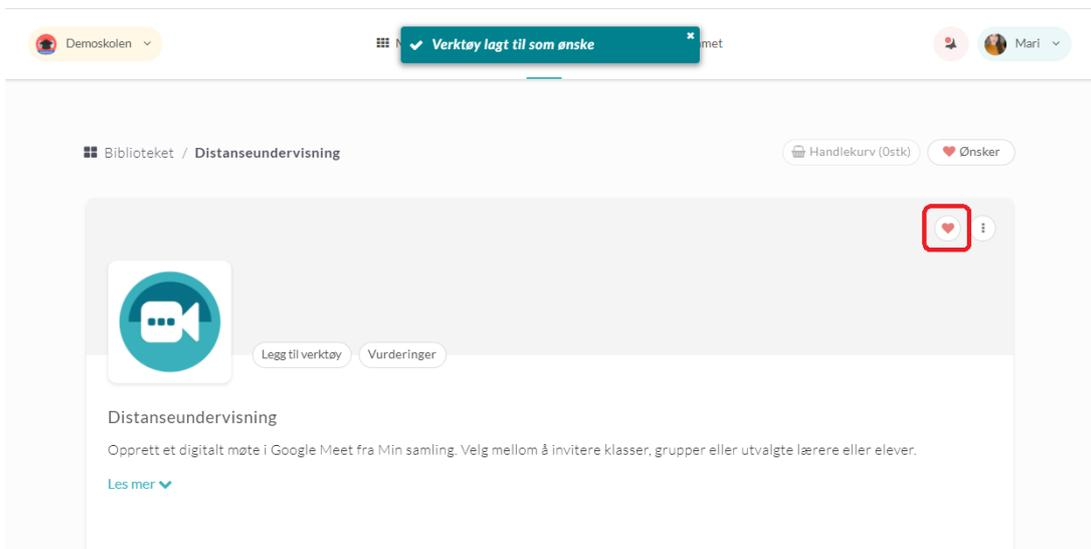 Demoskolen
Verktøy lagt til som ønske
Mari
Biblioteket / Distanseundervisning
Handlekurv (0stk)
Ønsker
Legg til verktøy
Vurderinger
Distanseundervisning
Opprett et digitalt møte i Google Meet fra Min samling. Velg mellom å invitere klasser, grupper eller utvalgte lærere eller elever.
Les mer